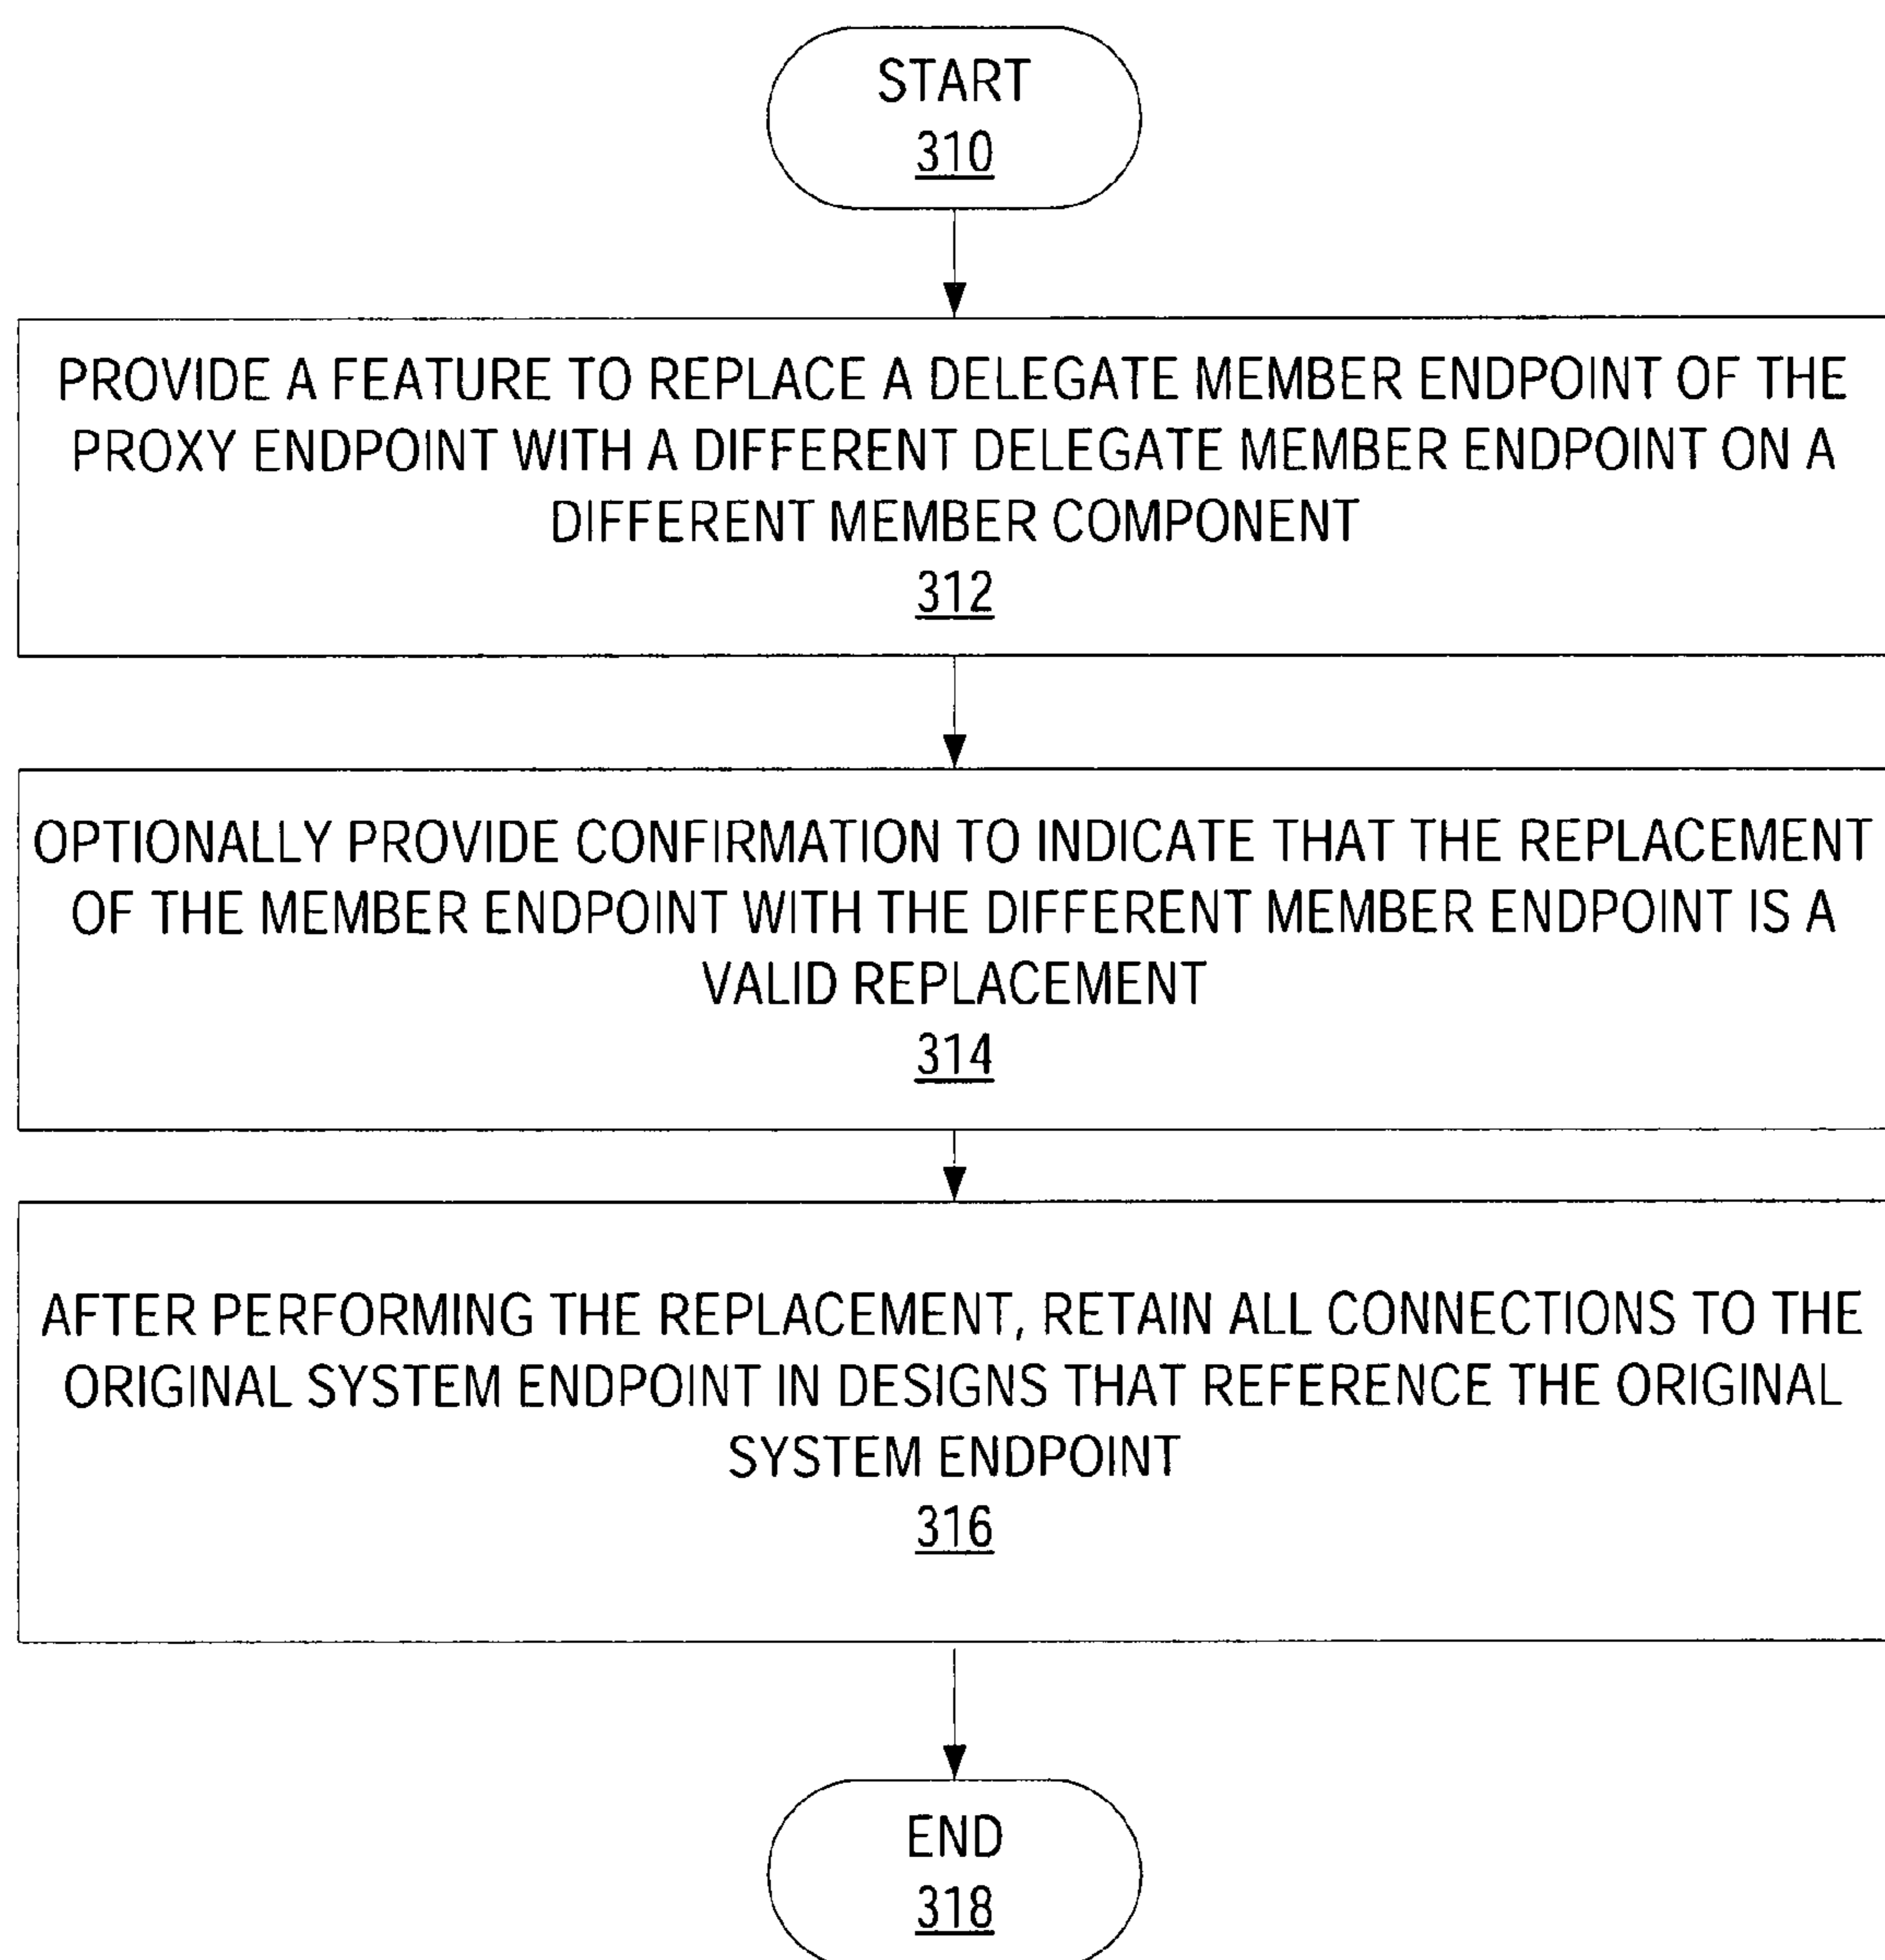 START
310
PROVIDE A FEATURE TO REPLACE A DELEGATE MEMBER ENDPOINT OF THE
PROXY ENDPOINT WITH A DIFFERENT DELEGATE MEMBER ENDPOINT ON A
DIFFERENT MEMBER COMPONENT
312
OPTIONALLY PROVIDE CONFIRMATION TO INDICATE THAT THE REPLACEMENT
OF THE MEMBER ENDPOINT WITH THE DIFFERENT MEMBER ENDPOINT IS A
VALID REPLACEMENT
314
AFTER PERFORMING THE REPLACEMENT, RETAIN ALL CONNECTIONS TO THE
ORIGINAL SYSTEM ENDPOINT IN DESIGNS THAT REFERENCE THE ORIGINAL
SYSTEM ENDPOINT
316
END
318